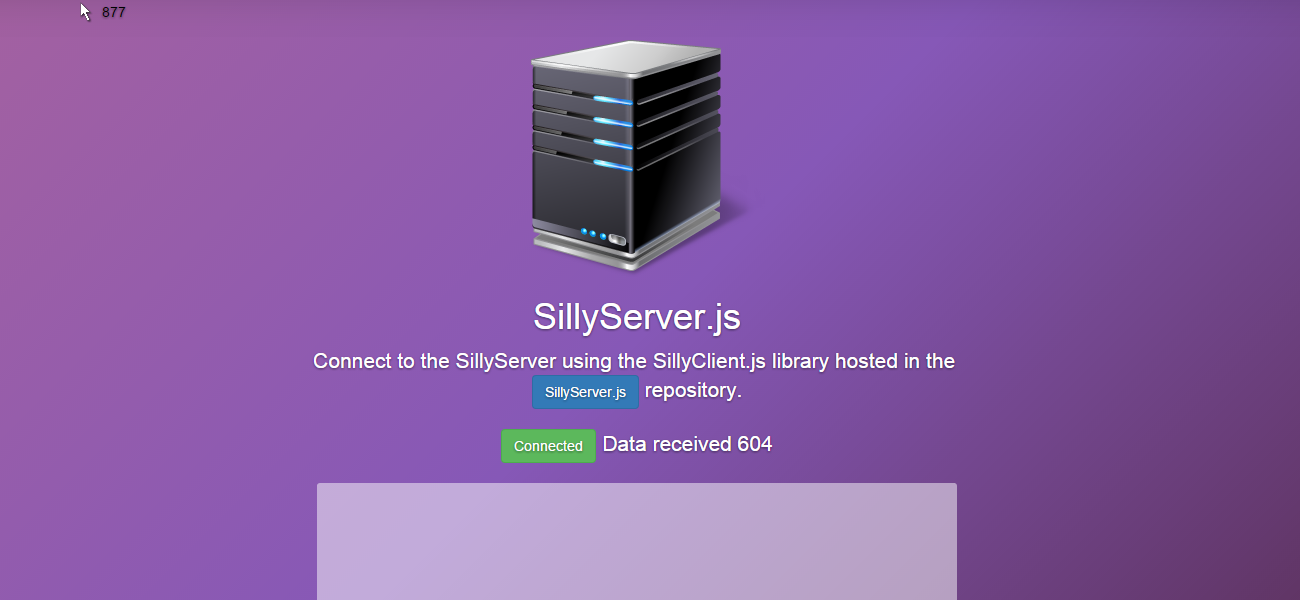 877
SillyServer.js
Connect to the SillyServer using the SillyClient.js library hosted in the
SillyServer.js repository.
Connected Data received 604